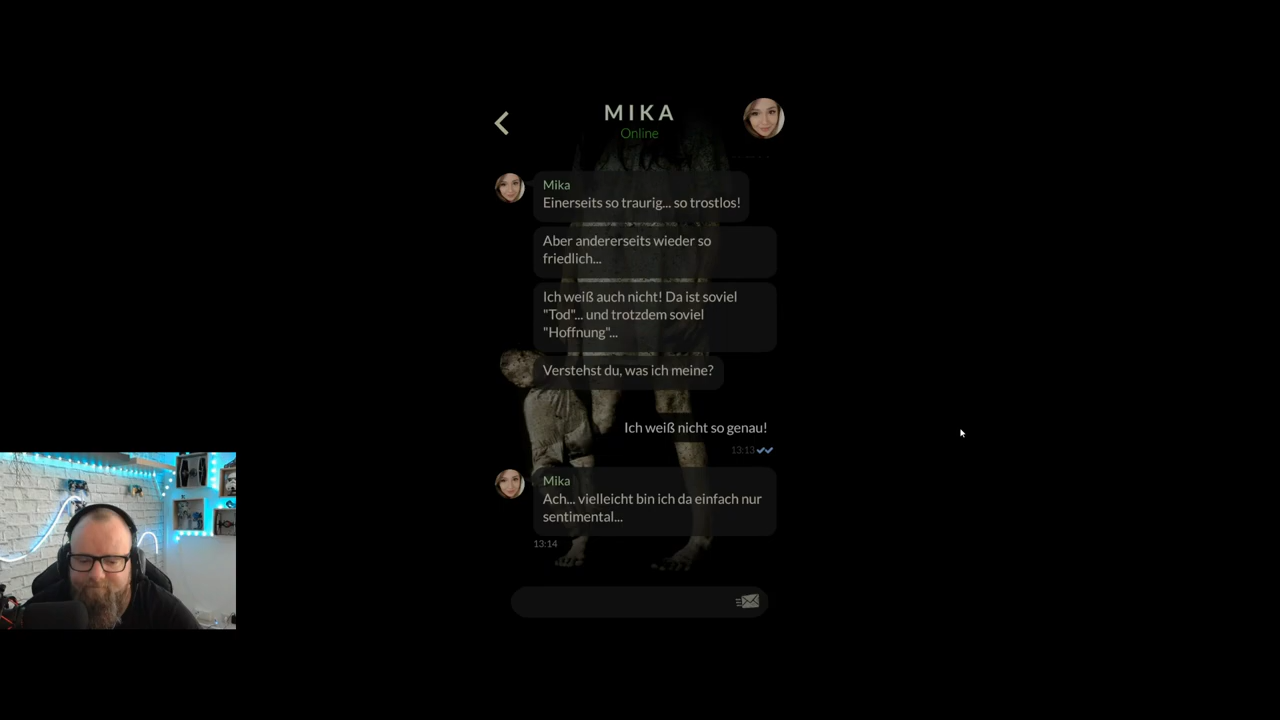 MIKA
Online
Mika
Einerseits so traurig... so trostlos!
Aber andererseits wieder so
friedlich...
Ich weiß auch nicht! Da ist soviel
"Tod"... und trotzdem soviel
"Hoffnung"...
Verstehst du, was ich meine?
Ich weiß nicht so genau!
13:13
Mika
Ach... vielleicht bin ich da einfach nur
sentimental...
13:14